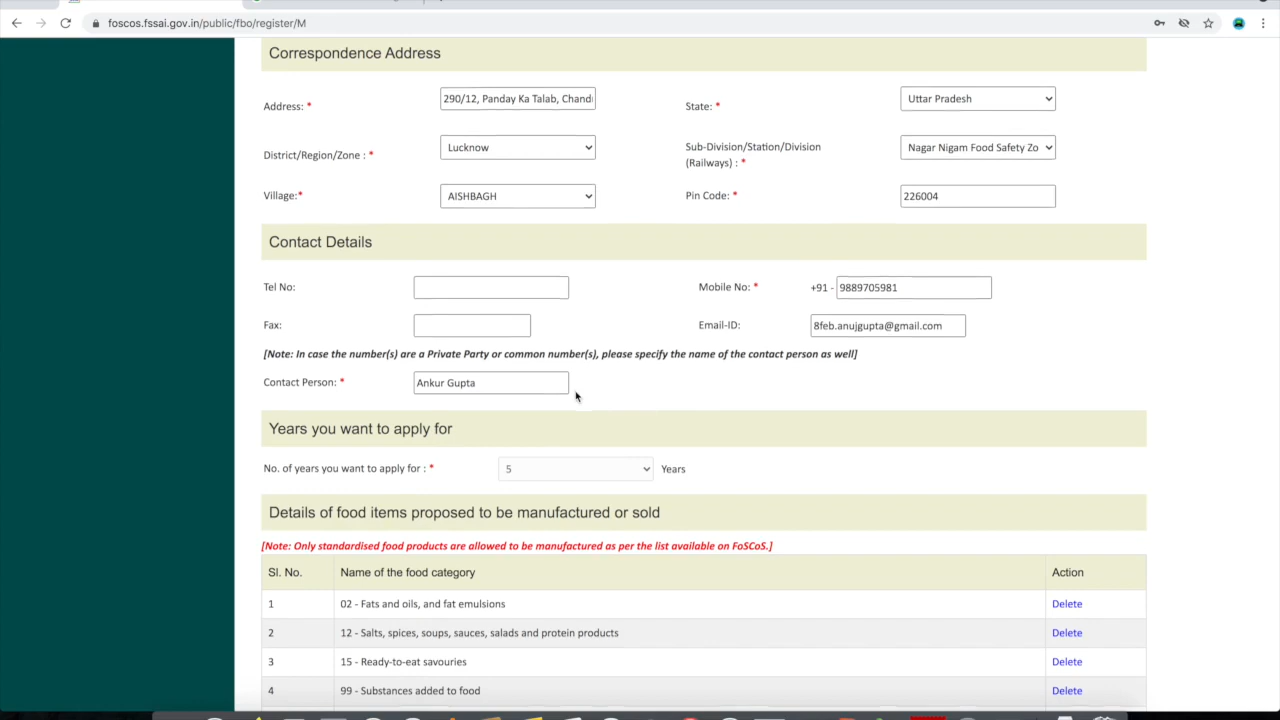 foscos.fssai.gov.in/public/fbo/register/M
Correspondence Address
Address: * 290/12, Panday Ka Talab, Chand State: * Uttar Pradesh
District/Region/Zone : * Lucknow Sub-Division/Station/Division (Railways) : * Nagar Nigam Food Safety Zo
Village:* AISHBAGH Pin Code: * 226004
Contact Details
Tel No: Mobile No: * +91 - 9889705981
Fax: Email-ID: 8feb.anujgupta@gmail.com
[Note: In case the number(s) are a Private Party or common number(s), please specify the name of the contact person as well]
Contact Person: * Ankur Gupta
Years you want to apply for
No. of years you want to apply for : * 5 Years
Details of food items proposed to be manufactured or sold
[Note: Only standardised food products are allowed to be manufactured as per the list available on FoSCoS.]
Sl. No. Name of the food category Action
1 02 - Fats and oils, and fat emulsions Delete
2 12 - Salts, spices, soups, sauces, salads and protein products Delete
3 15 - Ready-to-eat savouries Delete
4 99 - Substances added to food Delete